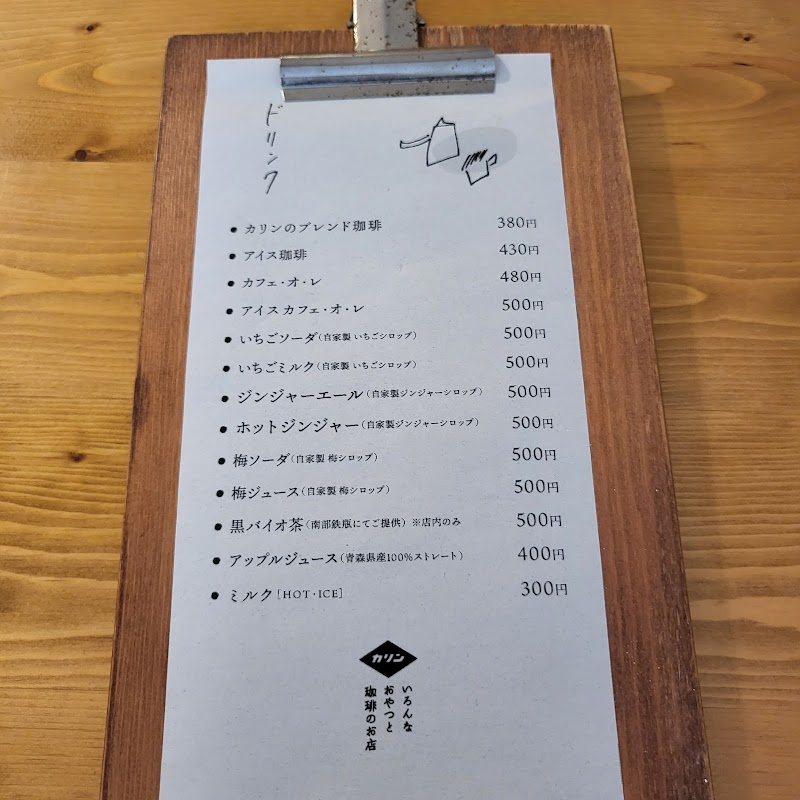 ドリンク
●カリンのブレンド珈琲 380円
●アイス珈琲 430円
●カフェ・オ・レ 480円
●アイス カフェ・オ・レ 500円
●いちごソーダ（自家製 いちごシロップ） 500円
●いちごミルク（自家製 いちごシロップ） 500円
●ジンジャーエール（自家製ジンジャーシロップ） 500円
●ホットジンジャー（自家製ジンジャーシロップ） 500円
●梅ソーダ（自家製 梅シロップ） 500円
●梅ジュース（自家製 梅シロップ） 500円
●黒バイオ茶（南部鉄瓶にてご提供）※店内のみ 500円
●アップルジュース（青森県産100％ストレート） 400円
●ミルク［HOT・ICE］ 300円
カリン
いろんな
おやつと
珈琲のお店